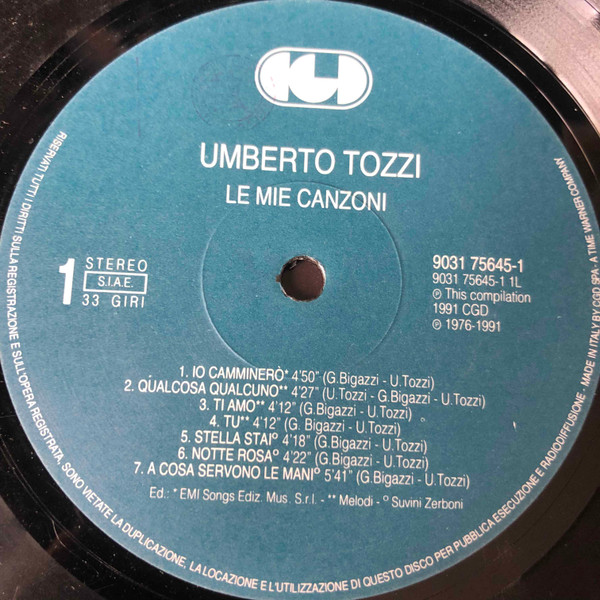 CGD
UMBERTO TOZZI
LE MIE CANZONI
1
STEREO
S.I.A.E.
33 GIRI
9031 75645-1
9031 75645-1 1L
℗ This compilation
1991 CGD
℗ 1976-1991
1. IO CAMMINERÒ* 4'50" (G.Bigazzi - U.Tozzi)
2. QUALCOSA QUALCUNO** 4'27" (U.Tozzi - G.Bigazzi - U.Tozzi)
3. TI AMO** 4'12" (G.Bigazzi - U.Tozzi)
4. TU** 4'12" (G. Bigazzi - U.Tozzi)
5. STELLA STAI° 4'18" (G.Bigazzi - U.Tozzi)
6. NOTTE ROSA° 4'22" (G.Bigazzi - U.Tozzi)
7. A COSA SERVONO LE MANI° 5'41" (G.Bigazzi - U.Tozzi)
Ed.: * EMI Songs Ediz. Mus. S.r.l. - ** Melodi - ° Suvini Zerboni
RISERVATI TUTTI I DIRITTI SULLA REGISTRAZIONE E SULL'OPERA REGISTRATA, SONO VIETATE LA DUPLICAZIONE, LA LOCAZIONE E L'UTILIZZAZIONE DI QUESTO DISCO PER PUBBLICA ESECUZIONE E RADIODIFFUSIONE - MADE IN ITALY BY CGD SPA - A TIME WARNER COMPANY